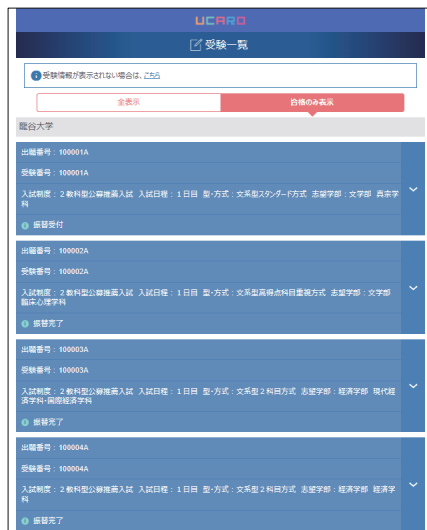 UCARO
受験一覧
受験情報が表示されない場合は、こちら
全表示
合格のみ表示
龍谷大学
出願番号：100001A
受験番号：100001A
入試制度：２教科型公募推薦入試 入試日程：１日目 型・方式：文系型スタンダード方式 志望学部：文学部 真宗学
科
振替受付
出願番号：100002A
受験番号：100002A
入試制度：２教科型公募推薦入試 入試日程：１日目 型・方式：文系型高得点科目重視方式 志望学部：文学部
臨床心理学科
振替完了
出願番号：100003A
受験番号：100003A
入試制度：２教科型公募推薦入試 入試日程：１日目 型・方式：文系型２科目方式 志望学部：経済学部 現代経
済学科・国際経済学科
振替完了
出願番号：100004A
受験番号：100004A
入試制度：２教科型公募推薦入試 入試日程：１日目 型・方式：文系型２科目方式 志望学部：経済学部 経済学
科
振替完了